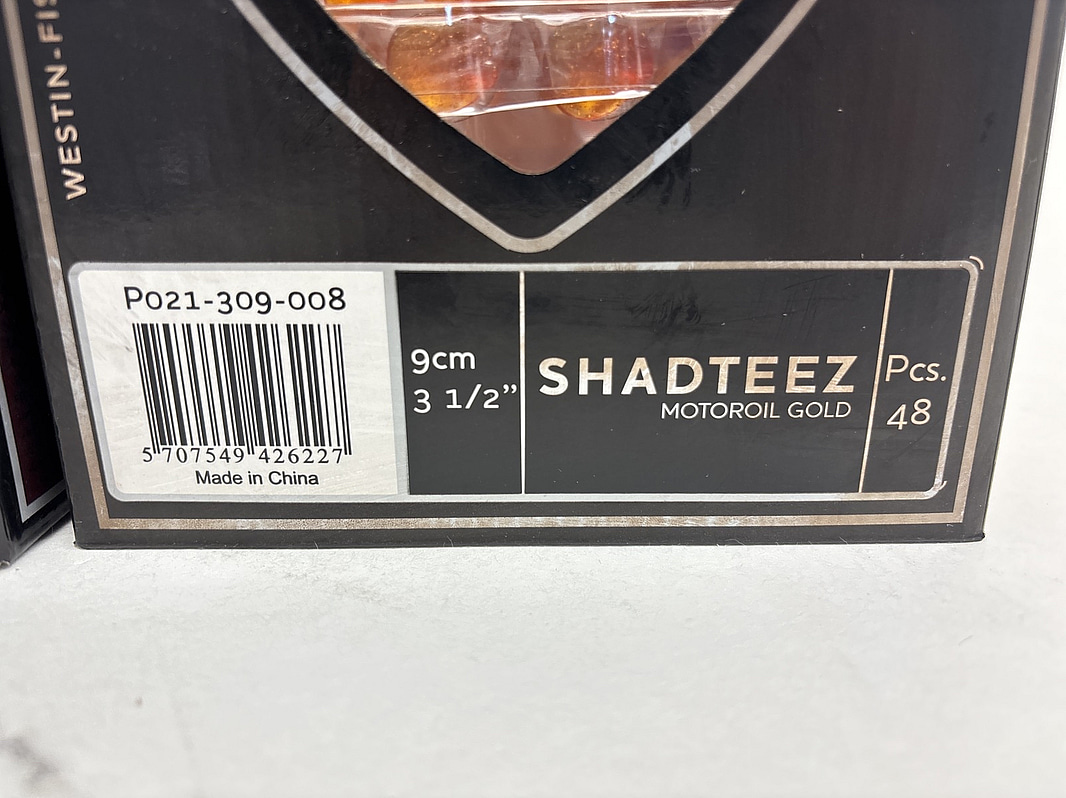 WESTIN-FIS
P021-309-008
5 707549 426227
Made in China
9cm
3 1/2”
SHADTEEZ
MOTOROIL GOLD
Pcs.
48